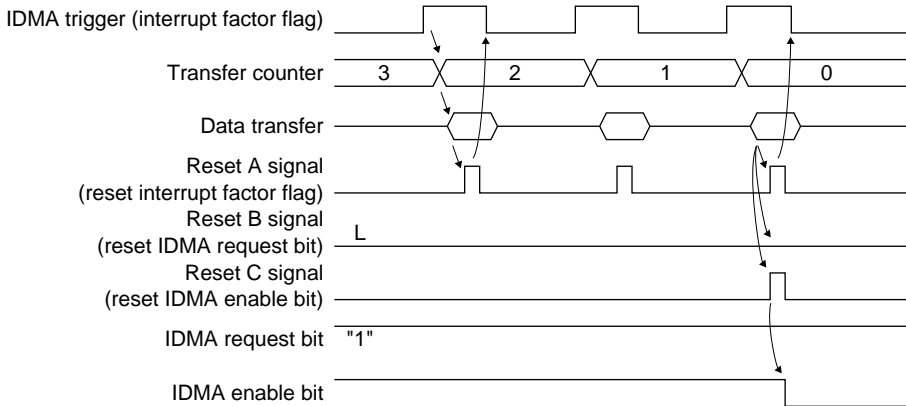 IDMA trigger (interrupt factor flag)
Transfer counter 3 2 1 0
Data transfer
Reset A signal
(reset interrupt factor flag)
Reset B signal
(reset IDMA request bit) L
Reset C signal
(reset IDMA enable bit)
IDMA request bit "1"
IDMA enable bit